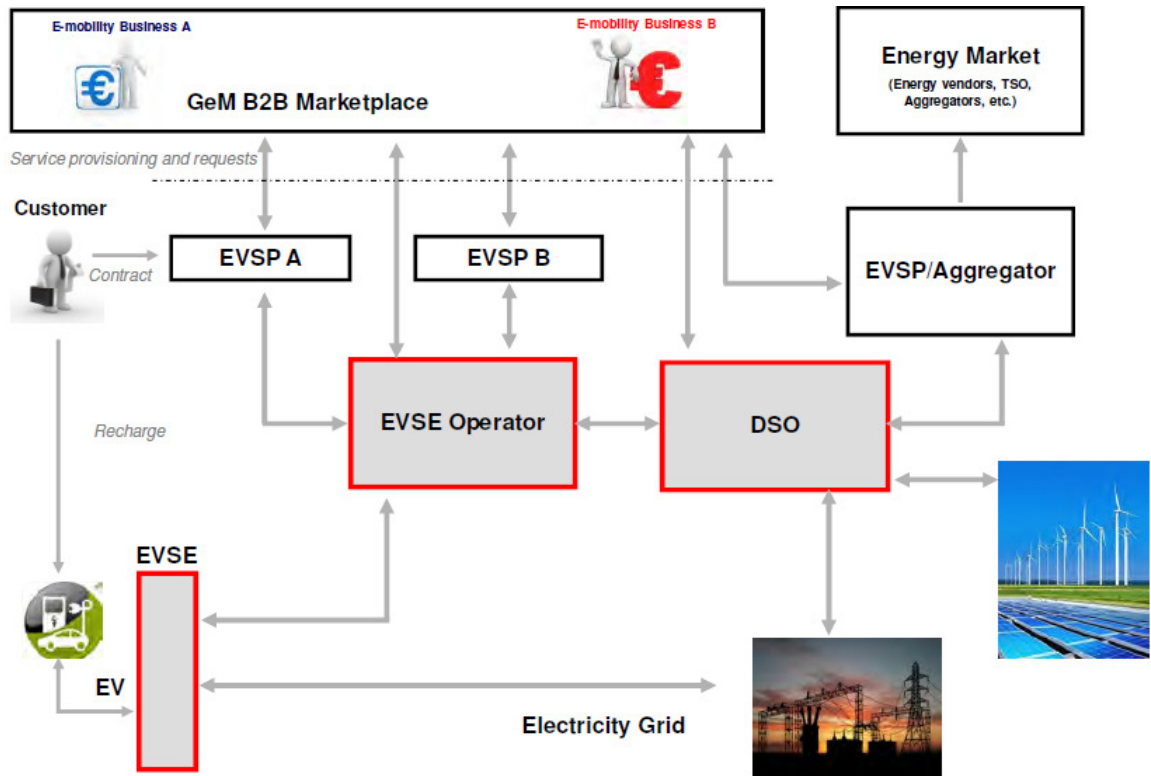 E-mobility Business A
E-mobility Business B
GeM B2B Marketplace
Energy Market
(Energy vendors, TSO,
Aggregators, etc.)
Service provisioning and requests
Customer
Contract
EVSP A
EVSP B
EVSP/Aggregator
EVSE Operator
DSO
Recharge
EVSE
EV
Electricity Grid